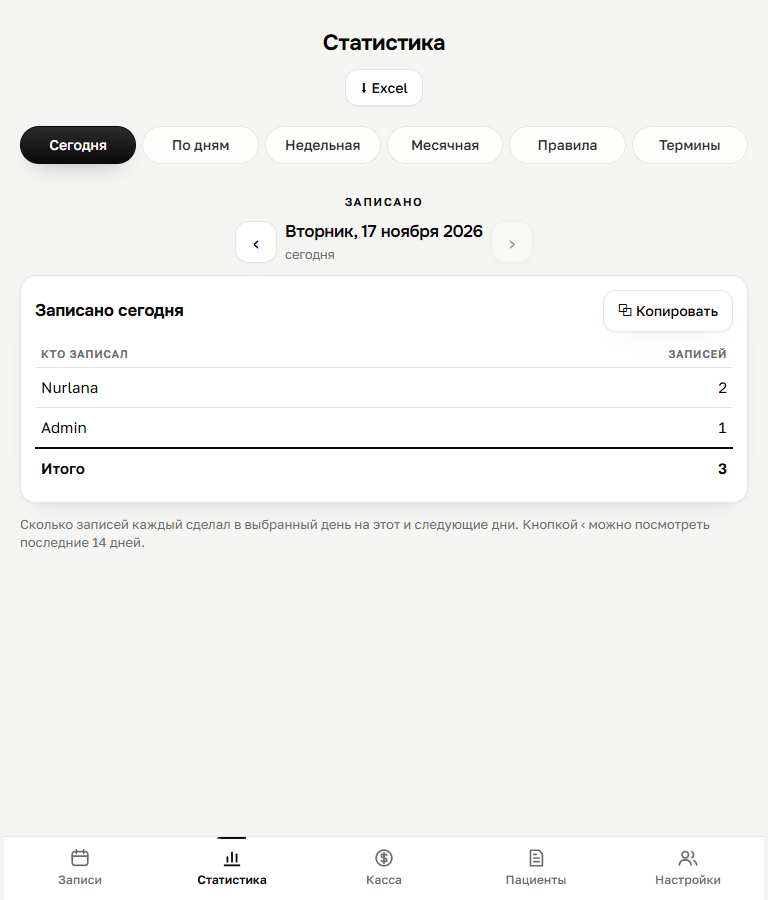 Статистика
⭳ Excel
Сегодня
По дням
Недельная
Месячная
Правила
Термины
ЗАПИСАНО
‹ Вторник, 17 ноября 2026 ›
сегодня
Записано сегодня
Копировать
КТО ЗАПИСАЛ ЗАПИСЕЙ
Nurlana 2
Admin 1
Итого 3
Сколько записей каждый сделал в выбранный день на этот и следующие дни. Кнопкой ‹ можно посмотреть
последние 14 дней.
Записи
Статистика
Касса
Пациенты
Настройки